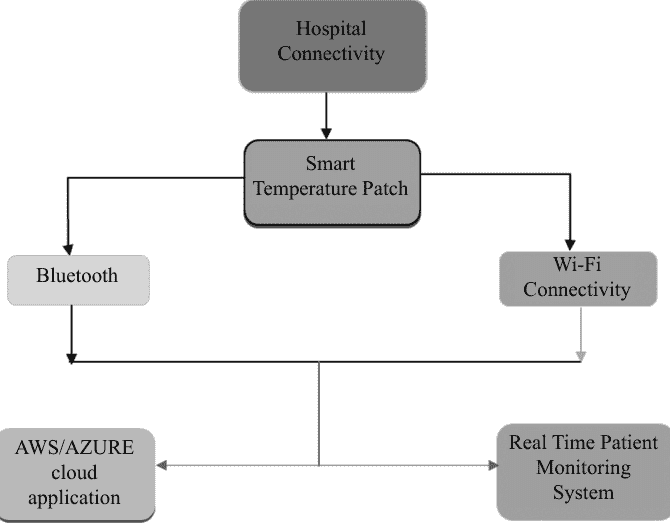 Hospital
Connectivity
Smart
Temperature Patch
Bluetooth
Wi-Fi
Connectivity
AWS/AZURE
cloud
application
Real Time Patient
Monitoring
System